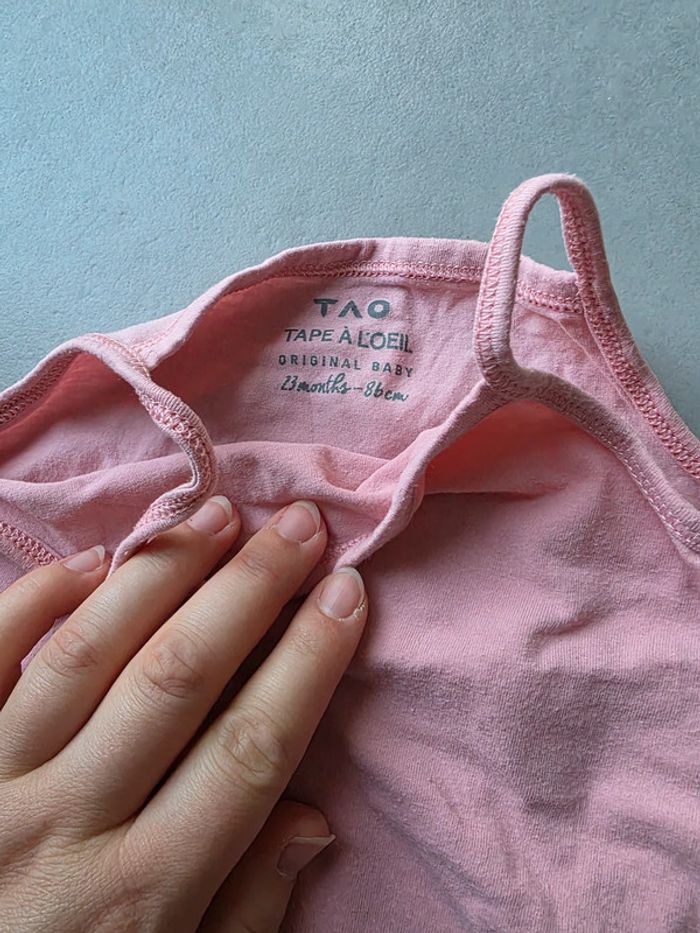 TAO
TAPE À L'OEIL
ORIGINAL BABY
23 months - 86 cm